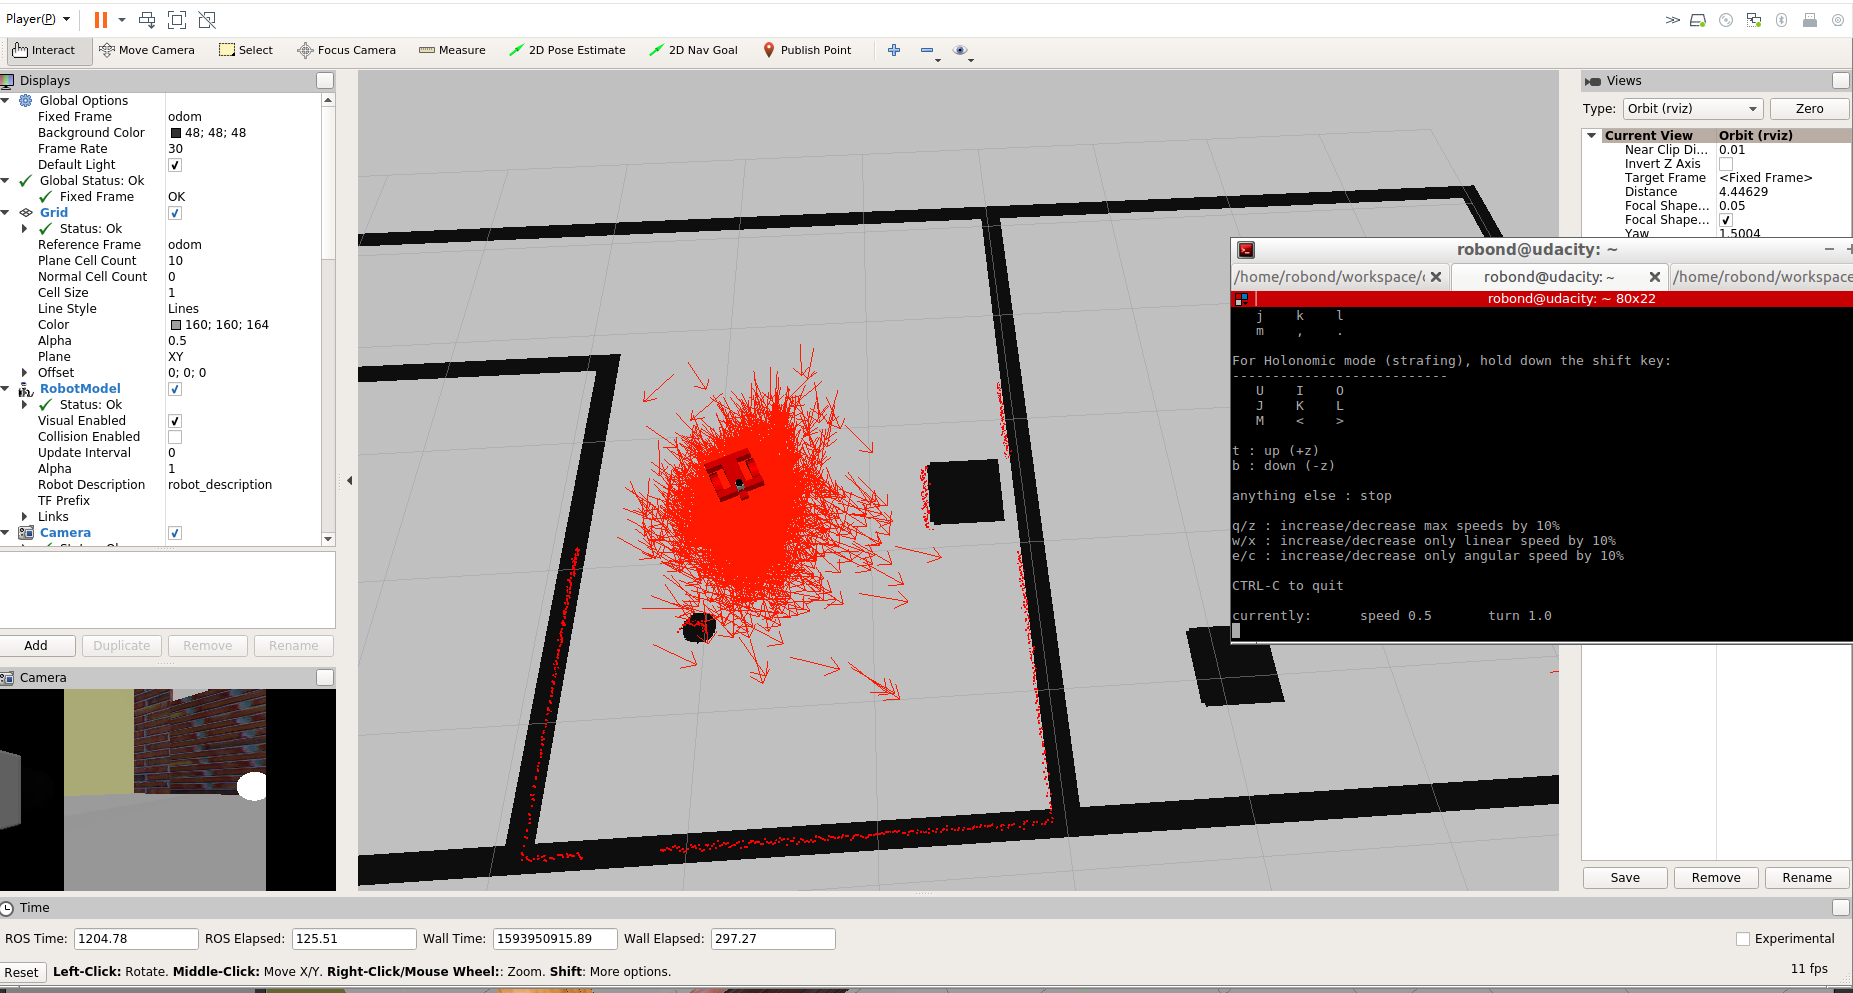 Player(P)
Interact Move Camera Select Focus Camera Measure 2D Pose Estimate 2D Nav Goal Publish Point
Displays
Global Options
Fixed Frame odom
Background Color 48; 48; 48
Frame Rate 30
Default Light
Global Status: Ok
Fixed Frame OK
Grid
Status: Ok
Reference Frame odom
Plane Cell Count 10
Normal Cell Count 0
Cell Size 1
Line Style Lines
Color 160; 160; 164
Alpha 0.5
Plane XY
Offset 0; 0; 0
RobotModel
Status: Ok
Visual Enabled
Collision Enabled
Update Interval 0
Alpha 1
Robot Description robot_description
TF Prefix
Links
Camera
Add Duplicate Remove Rename
Camera
Views
Type: Orbit (rviz) Zero
Current View Orbit (rviz)
Near Clip Di... 0.01
Invert Z Axis
Target Frame <Fixed Frame>
Distance 4.44629
Focal Shape... 0.05
Focal Shape...
Yaw 1.5004
robond@udacity: ~
/home/robond/workspace/ robond@udacity: ~ /home/robond/workspace
robond@udacity: ~ 80x22
j k l
m , .
For Holonomic mode (strafing), hold down the shift key:
---------------------------
U I O
J K L
M < >
t : up (+z)
b : down (-z)
anything else : stop
q/z : increase/decrease max speeds by 10%
w/x : increase/decrease only linear speed by 10%
e/c : increase/decrease only angular speed by 10%
CTRL-C to quit
currently: speed 0.5 turn 1.0
Save Remove Rename
Time
ROS Time: 1204.78 ROS Elapsed: 125.51 Wall Time: 1593950915.89 Wall Elapsed: 297.27 Experimental
Reset Left-Click: Rotate. Middle-Click: Move X/Y. Right-Click/Mouse Wheel:: Zoom. Shift: More options. 11 fps